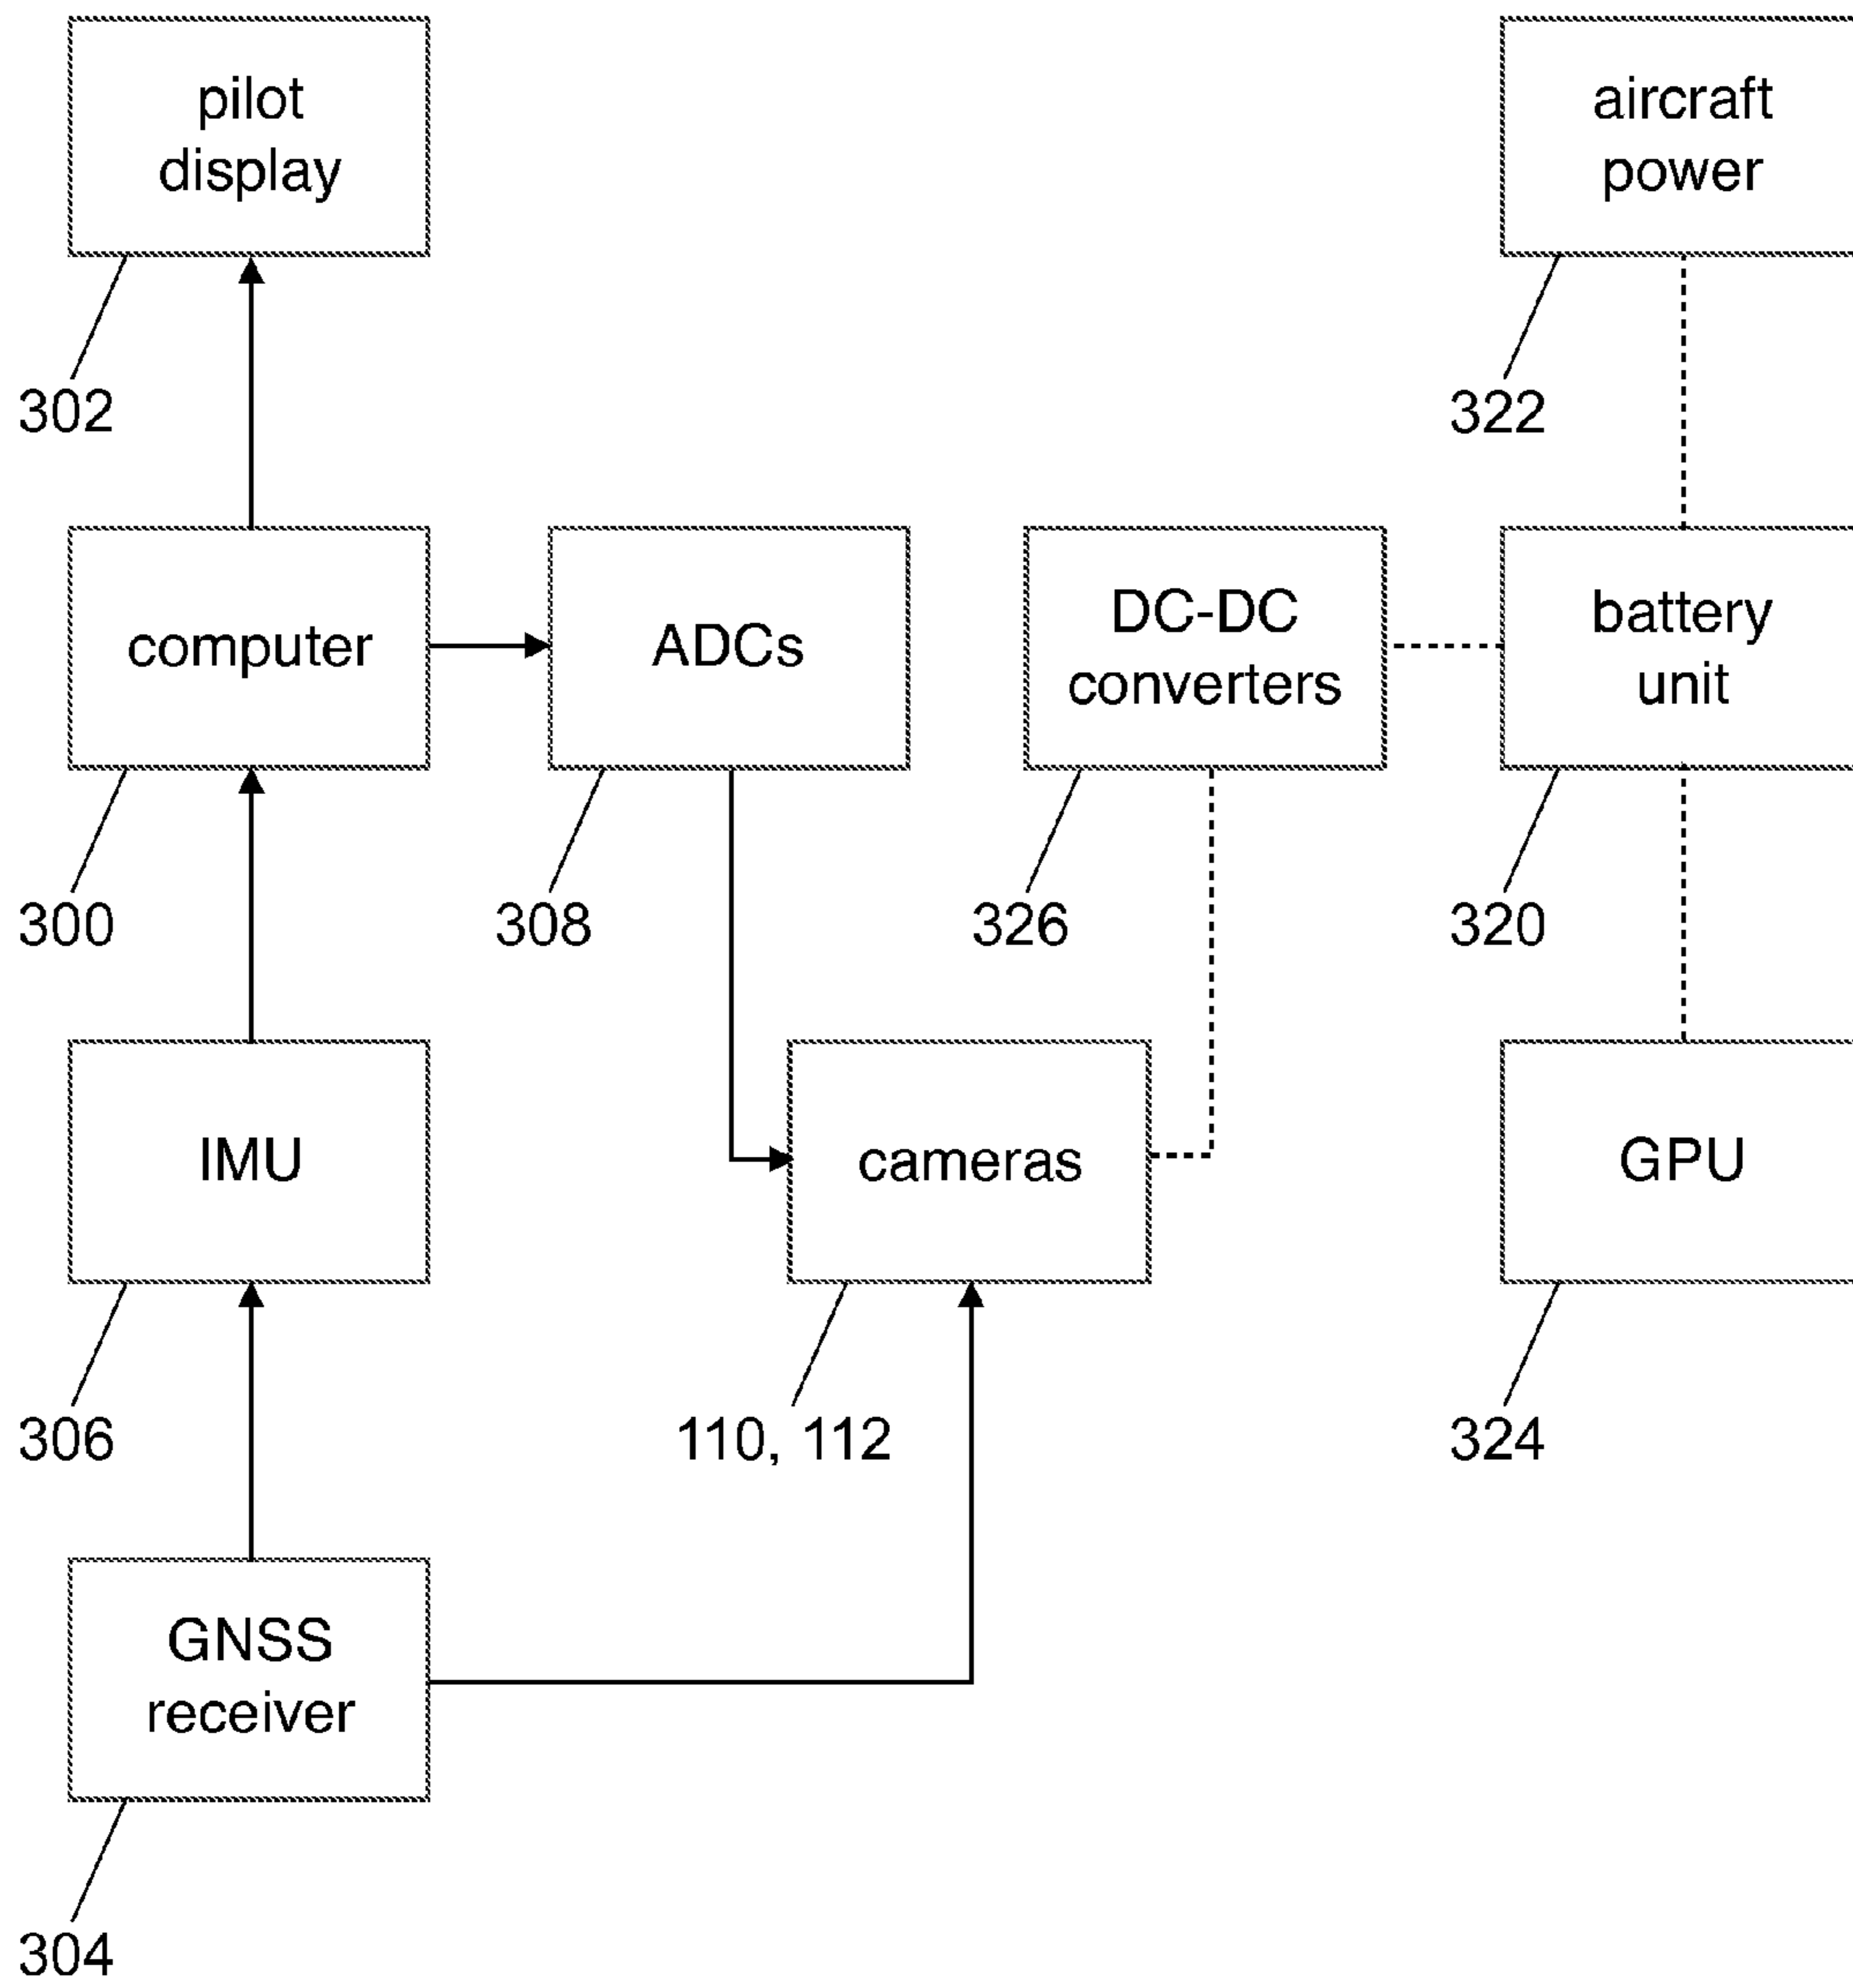 pilot
display
aircraft
power
302
322
computer
ADCs
DC-DC
converters
battery
unit
300
308
326
320
IMU
cameras
GPU
306
110, 112
324
GNSS
receiver
304